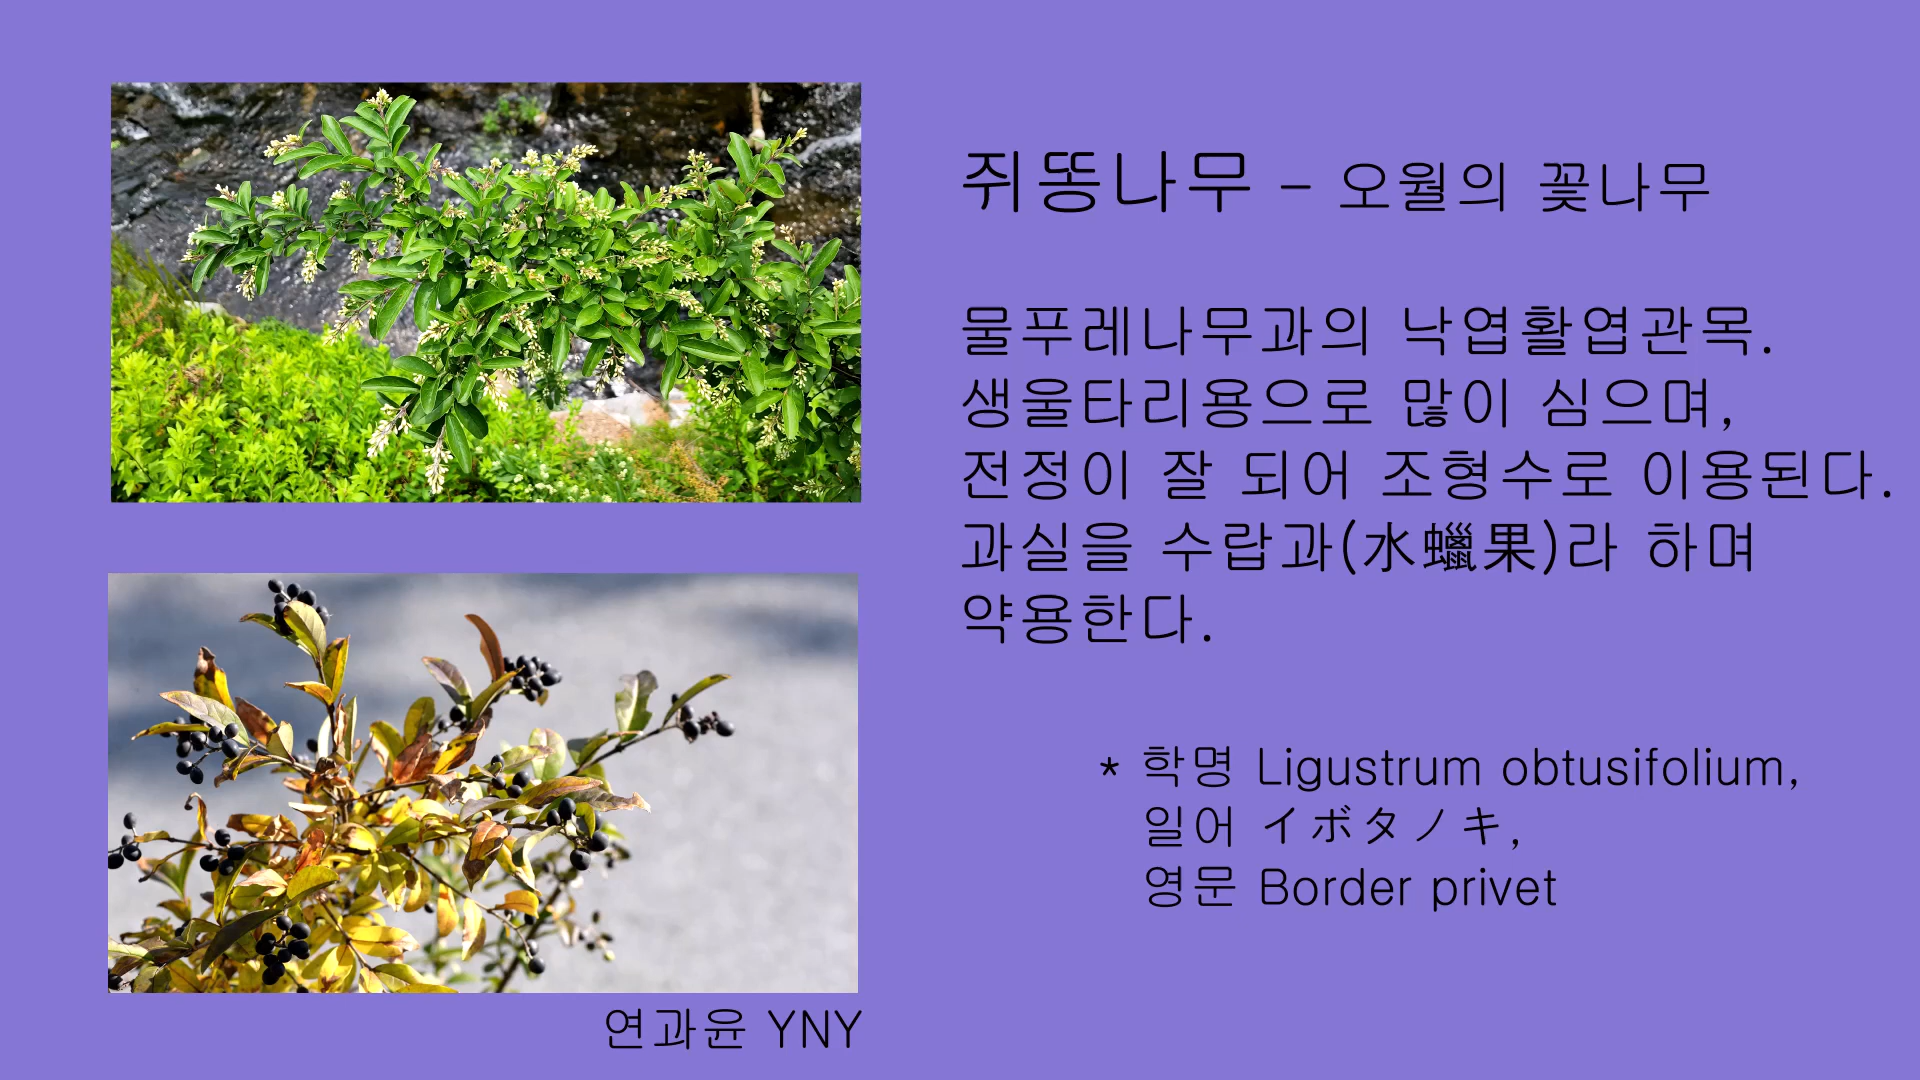 쥐똥나무 – 오월의 꽃나무
물푸레나무과의 낙엽활엽관목.
생울타리용으로 많이 심으며,
전정이 잘 되어 조형수로 이용된다.
과실을 수랍과(水蠟果)라 하며
약용한다.
* 학명 Ligustrum obtusifolium,
일어 イボタノキ,
영문 Border privet
연과윤 YNY